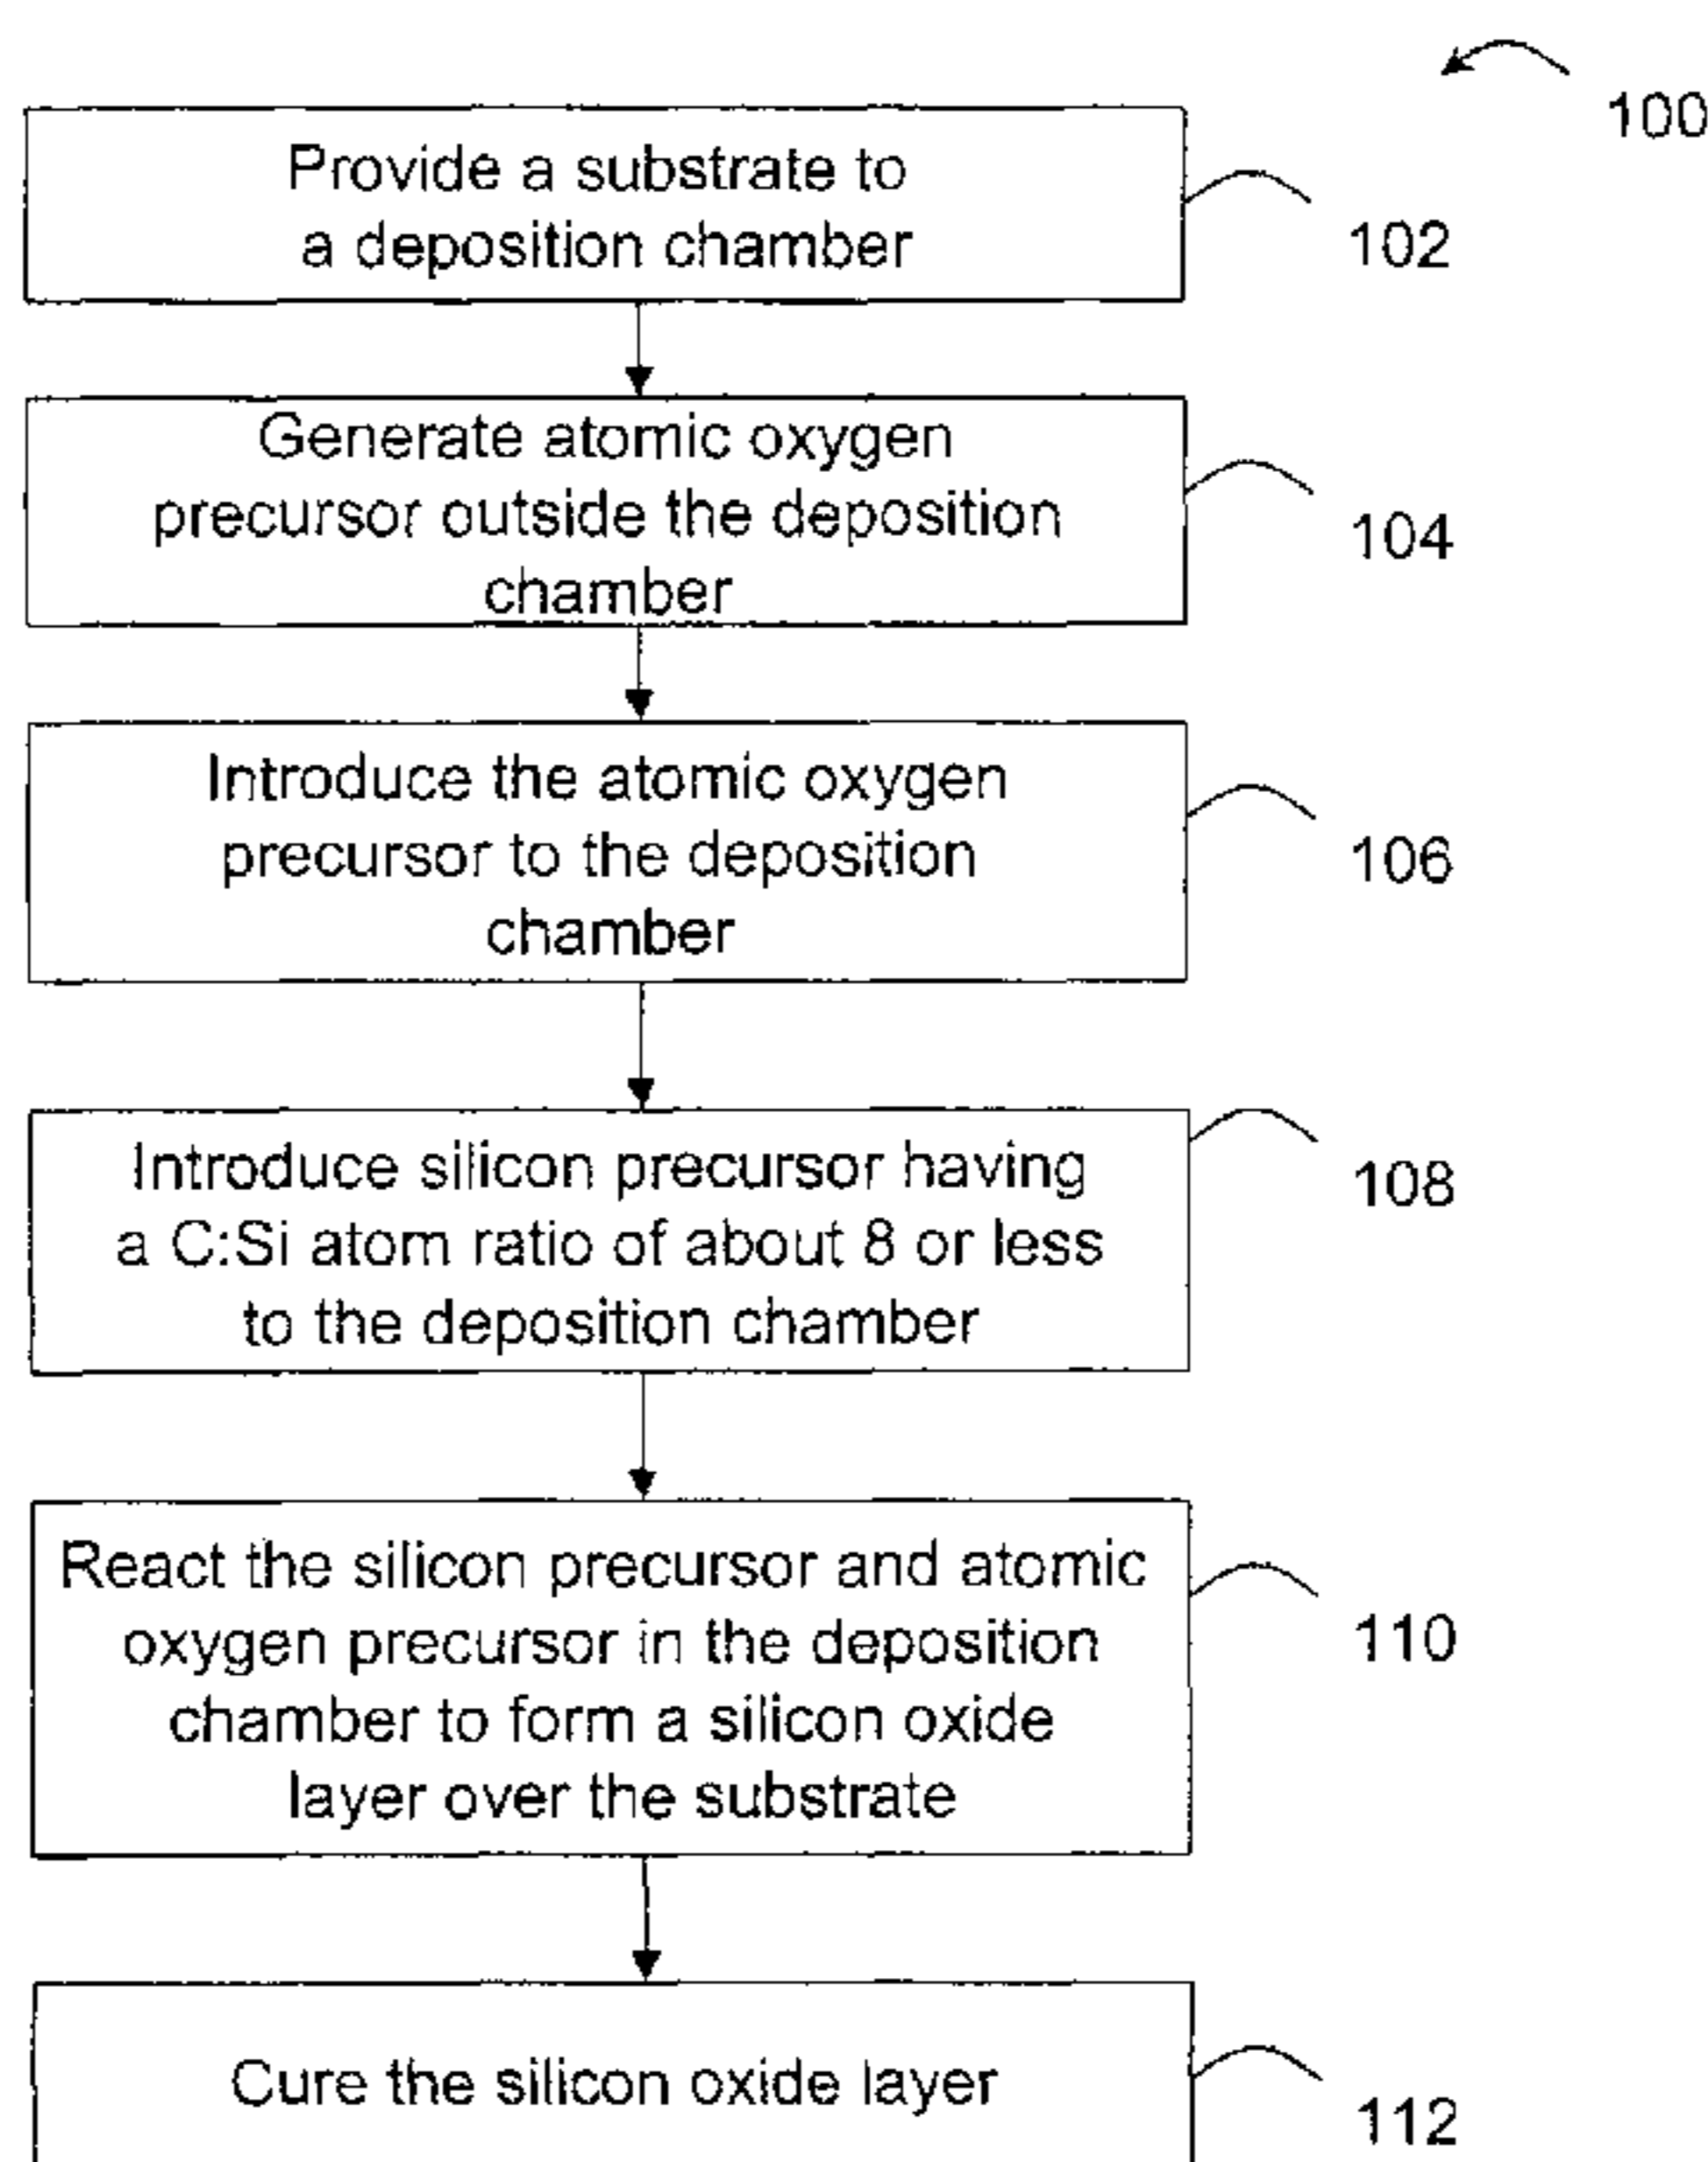 100
Provide a substrate to
a deposition chamber
102
Generate atomic oxygen
precursor outside the deposition
chamber
104
Introduce the atomic oxygen
precursor to the deposition
chamber
106
Introduce silicon precursor having
a C:Si atom ratio of about 8 or less
to the deposition chamber
108
React the silicon precursor and atomic
oxygen precursor in the deposition
chamber to form a silicon oxide
layer over the substrate
110
Cure the silicon oxide layer
112